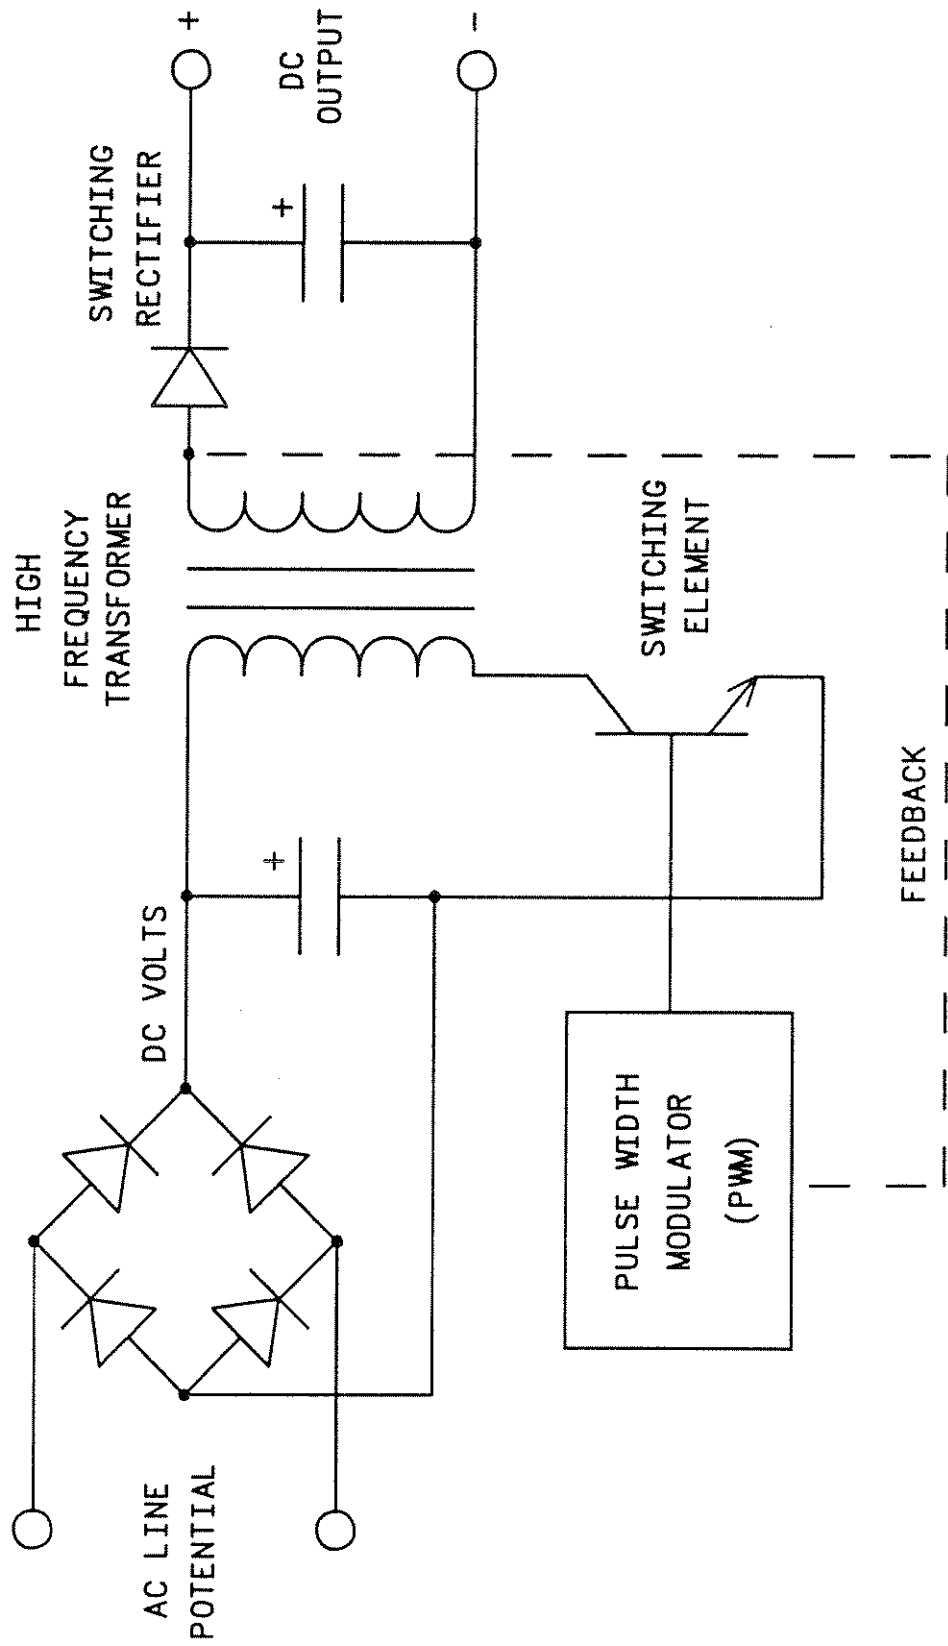 AC LINE
POTENTIAL
DC VOLTS
+
HIGH
FREQUENCY
TRANSFORMER
SWITCHING
RECTIFIER
+
+
DC
OUTPUT
-
SWITCHING
ELEMENT
PULSE WIDTH
MODULATOR
(PWM)
FEEDBACK